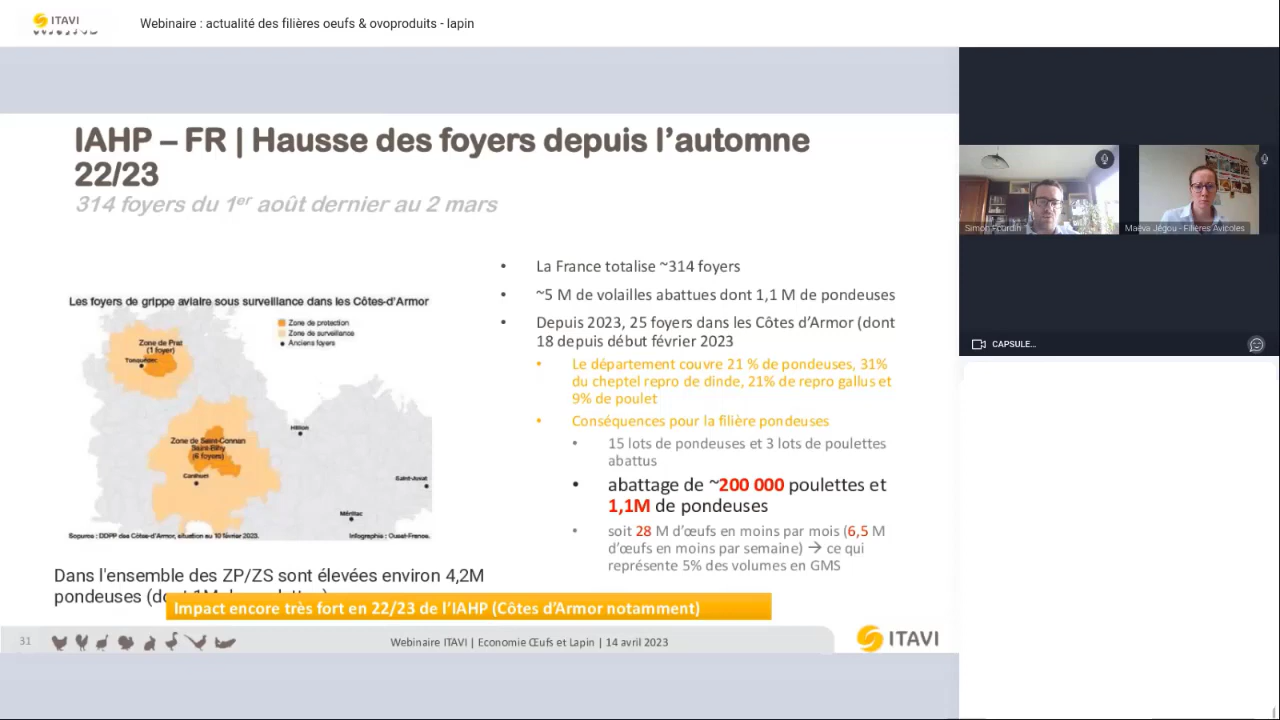 ITAVI
Webinaire : actualité des filières oeufs & ovoproduits - lapin
IAHP – FR | Hausse des foyers depuis l'automne
22/23
314 foyers du 1er août dernier au 2 mars
Les foyers de grippe aviaire sous surveillance dans les Côtes-d'Armor
Zone de protection
Zone de surveillance
Anciens foyers
Zone de Prat
(1 foyer)
Tonquédec
Zone de Saint-Connan
Saint-Bihy
(6 foyers)
Canihuel
Hillion
Saint-Juvat
Mérillac
Sopuros : DDPP des Côtes-d'Armor, situation au 10 février 2023.
Infographie : Ouest-France.
• La France totalise ~314 foyers
• ~5 M de volailles abattues dont 1,1 M de pondeuses
• Depuis 2023, 25 foyers dans les Côtes d'Armor (dont
18 depuis début février 2023
• Le département couvre 21 % de pondeuses, 31%
du cheptel repro de dinde, 21% de repro gallus et
9% de poulet
• Conséquences pour la filière pondeuses
• 15 lots de pondeuses et 3 lots de poulettes
abattus
• abattage de ~200 000 poulettes et
1,1M de pondeuses
• soit 28 M d'œufs en moins par mois (6,5 M
d'œufs en moins par semaine) → ce qui
représente 5% des volumes en GMS
Dans l'ensemble des ZP/ZS sont élevées environ 4,2M
pondeuses
Impact encore très fort en 22/23 de l'IAHP (Côtes d'Armor notamment)
31
Webinaire ITAVI | Economie Œufs et Lapin | 14 avril 2023
ITAVI
Simon Fourdin
Maëva Jégou - Filières Avicoles
CAPSULE...